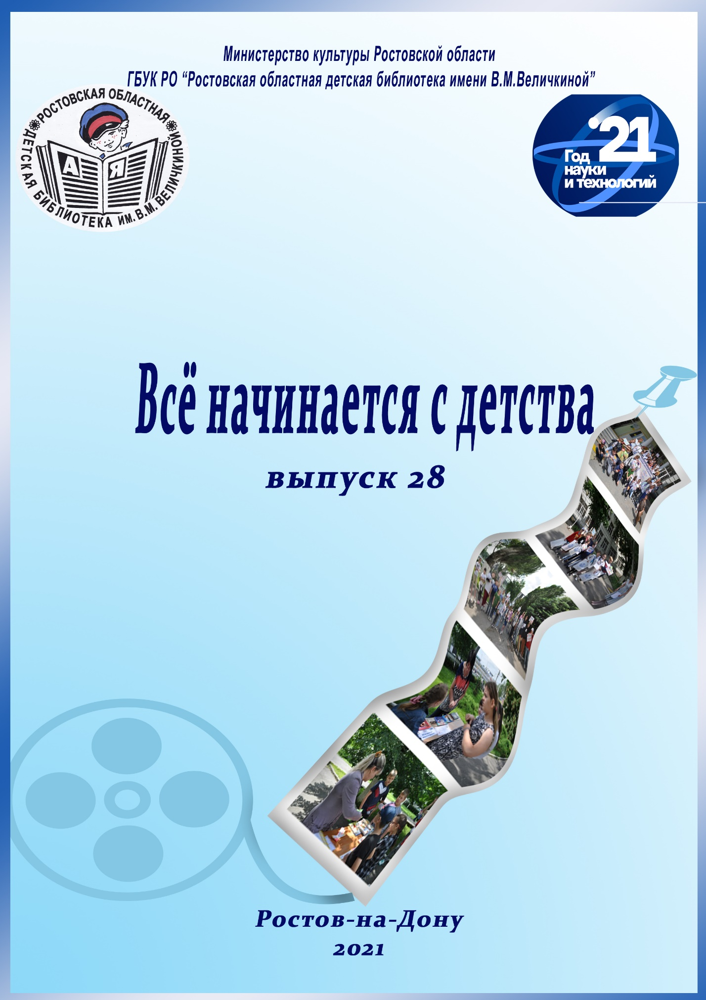 Министерство культуры Ростовской области
ГБУК РО “Ростовская областная детская библиотека имени В.М.Величкиной”
РОСТОВСКАЯ ОБЛАСТНАЯ
ДЕТСКАЯ БИБЛИОТЕКА ИМ. В.М. ВЕЛИЧКИНОЙ
А Я
'21
Год
науки
и технологий
Всё начинается с детства
выпуск 28
Ростов-на-Дону
2021